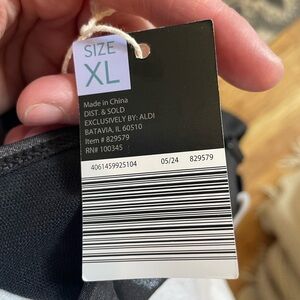 SIZE
XL
Made in China
DIST. & SOLD
EXCLUSIVELY BY: ALDI
BATAVIA, IL 60510
Item # 829579
RN# 100345
4061459925104 05/24 829579